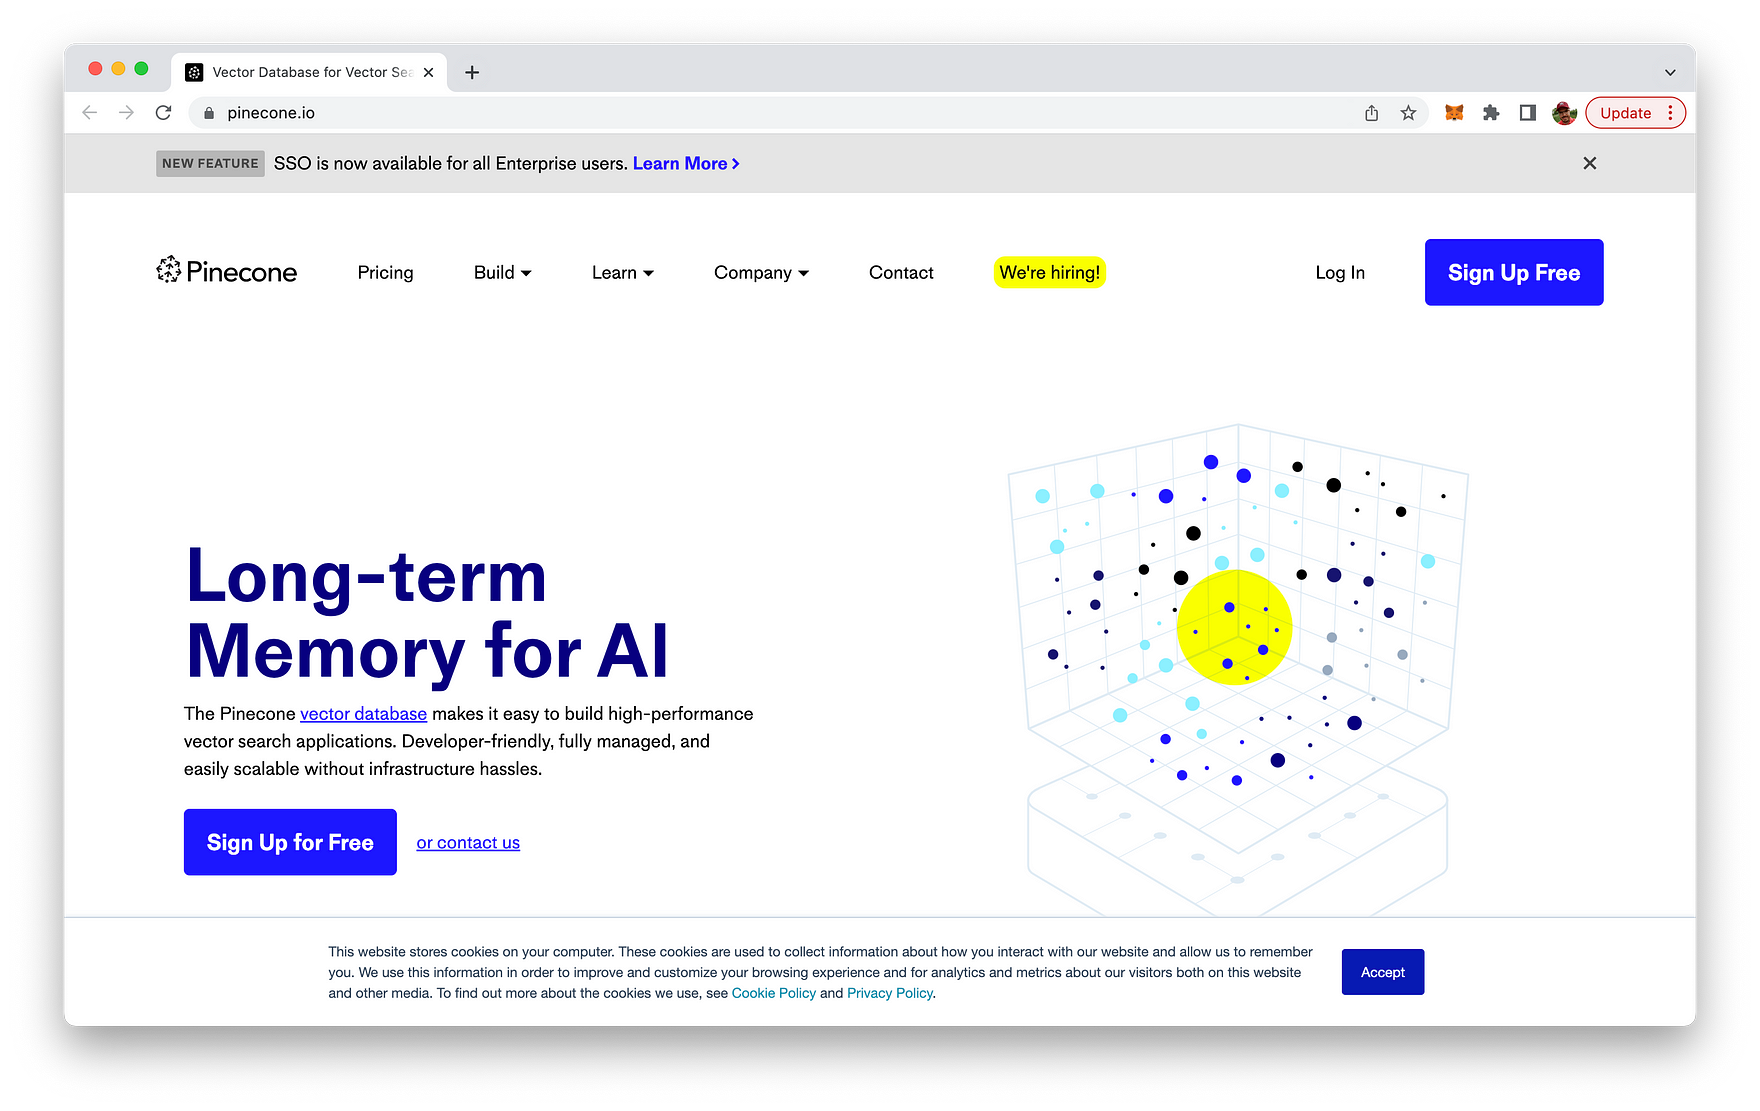 Vector Database for Vector Sea
pinecone.io
Update
NEW FEATURE SSO is now available for all Enterprise users. Learn More
Pinecone
Pricing
Build
Learn
Company
Contact
We're hiring!
Log In
Sign Up Free
Long-term
Memory for AI
The Pinecone vector database makes it easy to build high-performance
vector search applications. Developer-friendly, fully managed, and
easily scalable without infrastructure hassles.
Sign Up for Free
or contact us
This website stores cookies on your computer. These cookies are used to collect information about how you interact with our website and allow us to remember
you. We use this information in order to improve and customize your browsing experience and for analytics and metrics about our visitors both on this website
and other media. To find out more about the cookies we use, see Cookie Policy and Privacy Policy.
Accept